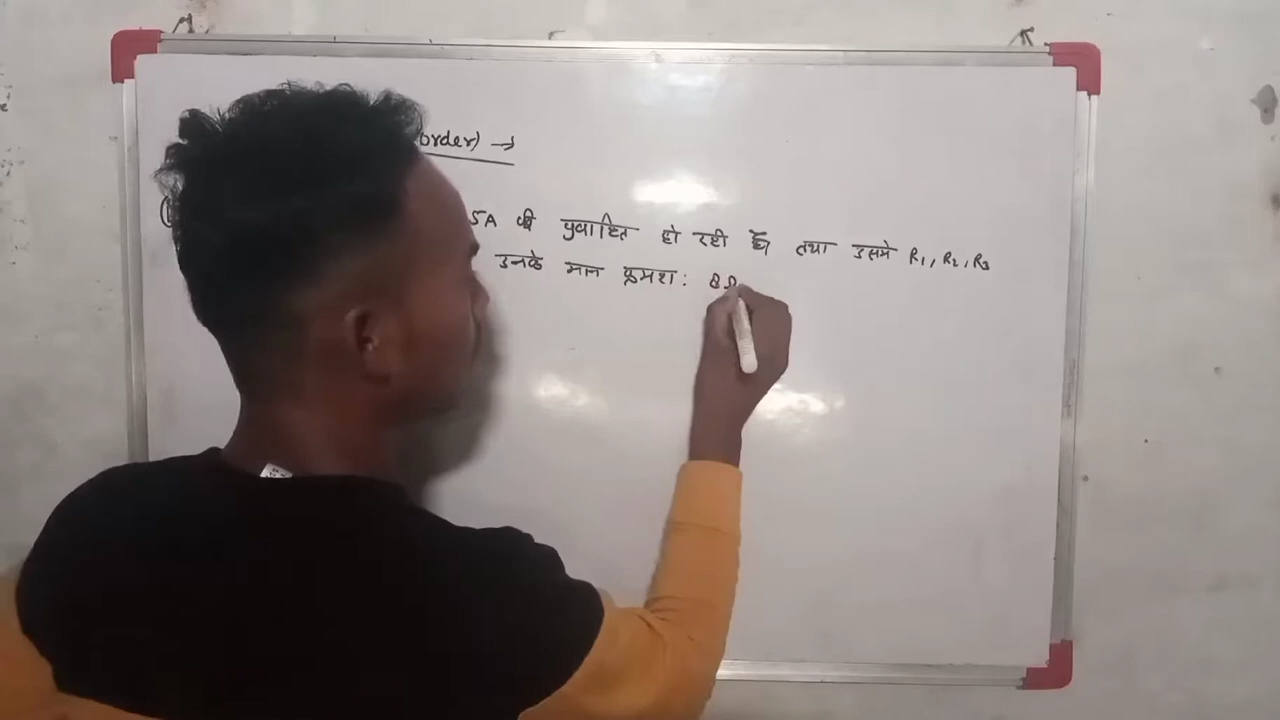 order) →
5A की प्रवाहित हो रही है तथा उसमे R1, R2, R3
उनके मान क्रमश: 8Ω